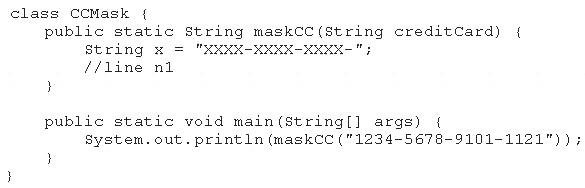 class CCMask {
    public static String maskCC(String creditCard) {
        String x = "XXXX-XXXX-XXXX-";
        //line n1
    }

    public static void main(String[] args) {
        System.out.println(maskCC("1234-5678-9101-1121"));
    }
}